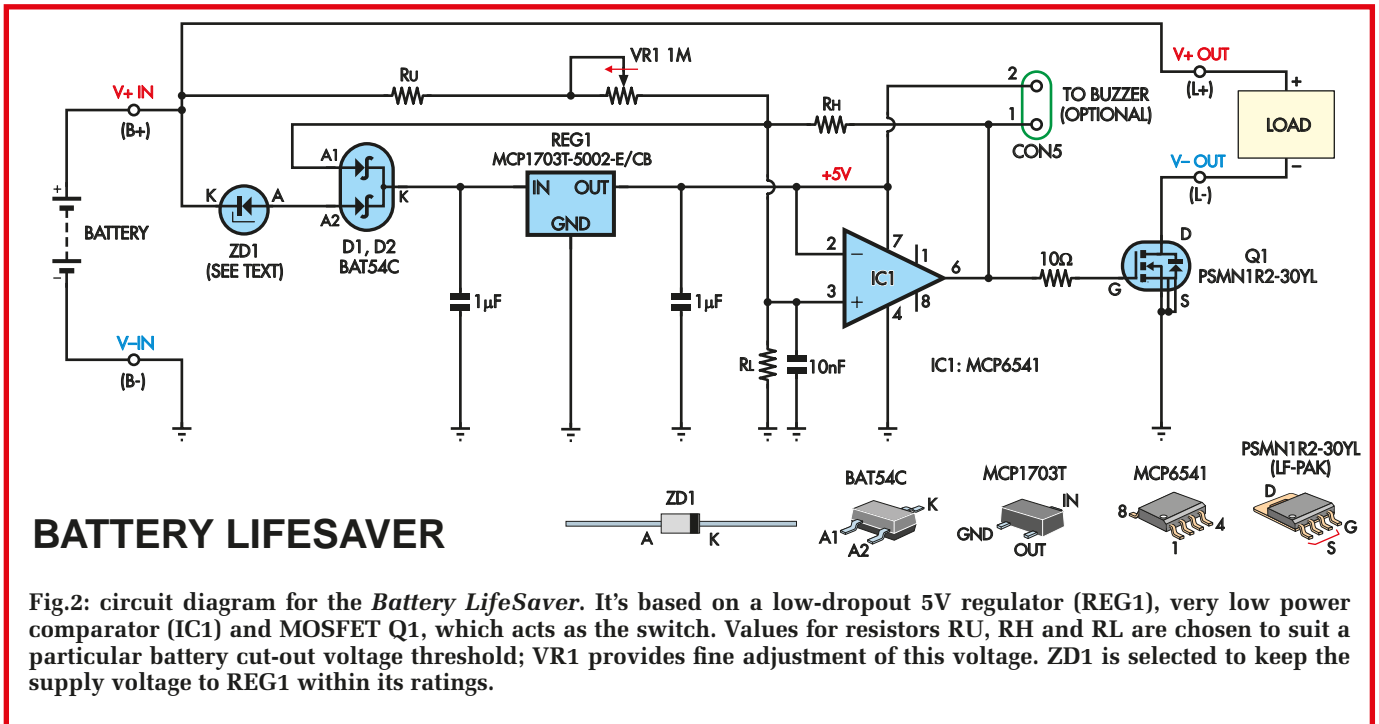 V+ IN
(B+)
BATTERY
+
−
V–IN
(B-)
K
A
ZD1
(SEE TEXT)
RU
VR1 1M
A1
A2
K
D1, D2
BAT54C
REG1
MCP1703T-5002-E/CB
IN
OUT
GND
1µF
1µF
+5V
RH
RL
10nF
2
3
−
+
IC1
7
1
6
8
4
IC1: MCP6541
2
1
TO BUZZER
(OPTIONAL)
CON5
10Ω
G
D
S
Q1
PSMN1R2-30YL
V+ OUT
(L+)
+
LOAD
−
V– OUT
(L-)
BATTERY LIFESAVER
ZD1
A
K
BAT54C
K
A1
A2
MCP1703T
IN
GND
OUT
MCP6541
8
4
1
PSMN1R2-30YL
(LF-PAK)
D
G
S
Fig.2: circuit diagram for the Battery LifeSaver. It's based on a low-dropout 5V regulator (REG1), very low power
comparator (IC1) and MOSFET Q1, which acts as the switch. Values for resistors RU, RH and RL are chosen to suit a
particular battery cut-out voltage threshold; VR1 provides fine adjustment of this voltage. ZD1 is selected to keep the
supply voltage to REG1 within its ratings.